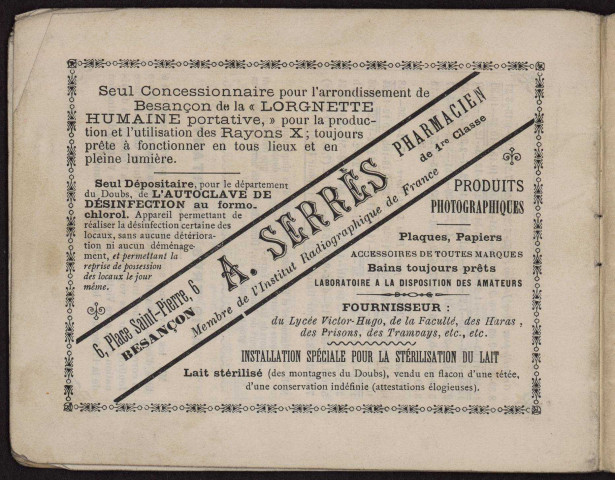 Seul Concessionnaire pour l'arrondissement de
Besançon de la « LORGNETTE
HUMAINE portative, » pour la produc-
tion et l'utilisation des Rayons X ; toujours
prête à fonctionner en tous lieux et en
pleine lumière.
Seul Dépositaire, pour le département
du Doubs, de L'AUTOCLAVE DE
DÉSINFECTION au formo-
chlorol. Appareil permettant de
réaliser la désinfection certaine des
locaux, sans aucune détériora-
tion ni aucun déménage-
ment, et permettant la
reprise de possession
des locaux le jour
même.
6, Place Saint-Pierre, 6
BESANÇON
A. SERRÈS
PHARMACIEN
de 1re Classe
Membre de l'Institut Radiographique de France
PRODUITS
PHOTOGRAPHIQUES
Plaques, Papiers
ACCESSOIRES DE TOUTES MARQUES
Bains toujours prêts
LABORATOIRE A LA DISPOSITION DES AMATEURS
FOURNISSEUR :
du Lycée Victor-Hugo, de la Faculté, des Haras,
des Prisons, des Tramways, etc., etc.
INSTALLATION SPÉCIALE POUR LA STÉRILISATION DU LAIT
Lait stérilisé (des montagnes du Doubs), vendu en flacon d'une tétée,
d'une conservation indéfinie (attestations élogieuses).